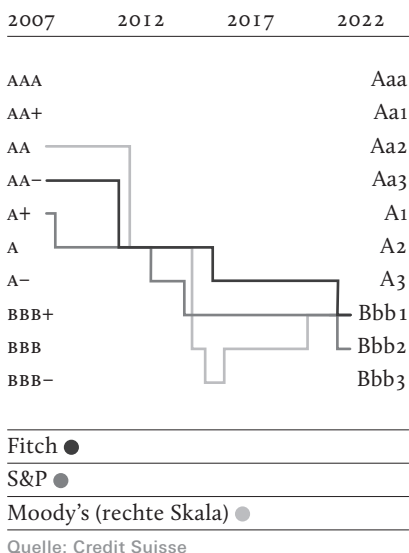 2007 2012 2017 2022
AAA Aaa
AA+ Aa1
AA Aa2
AA– Aa3
A+ A1
A A2
A– A3
BBB+ Bbb1
BBB Bbb2
BBB– Bbb3
Fitch
S&P
Moody's (rechte Skala)
Quelle: Credit Suisse